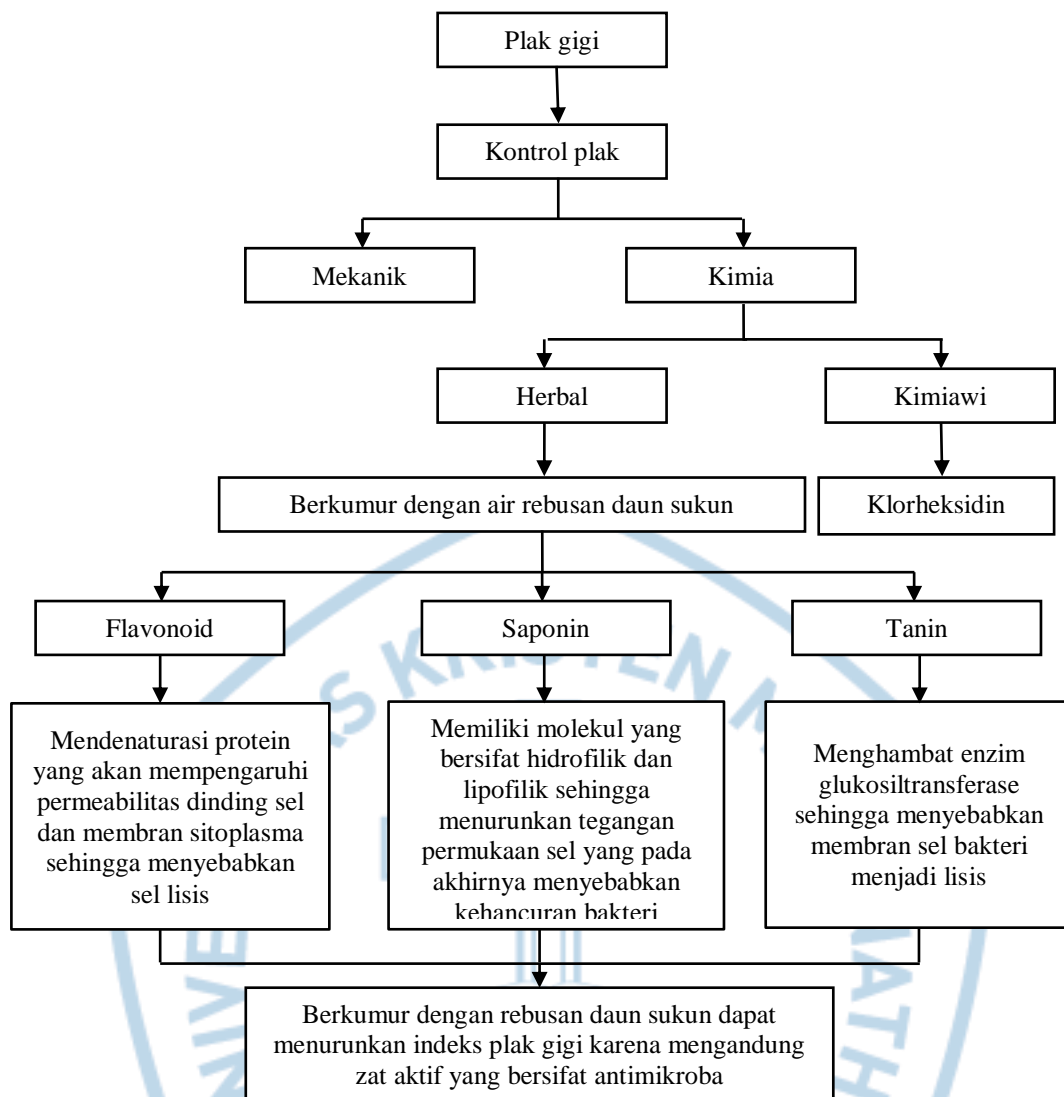 Plak gigi
Kontrol plak
Mekanik
Kimia
Herbal
Kimiawi
Berkumur dengan air rebusan daun sukun
Klorheksidin
Flavonoid
Saponin
Tanin
Mendenaturasi protein
yang akan mempengaruhi
permeabilitas dinding sel
dan membran sitoplasma
sehingga menyebabkan
sel lisis
Memiliki molekul yang
bersifat hidrofilik dan
lipofilik sehingga
menurunkan tegangan
permukaan sel yang pada
akhirnya menyebabkan
kehancuran bakteri
Menghambat enzim
glukosiltransferase
sehingga menyebabkan
membran sel bakteri
menjadi lisis
Berkumur dengan rebusan daun sukun dapat
menurunkan indeks plak gigi karena mengandung
zat aktif yang bersifat antimikroba